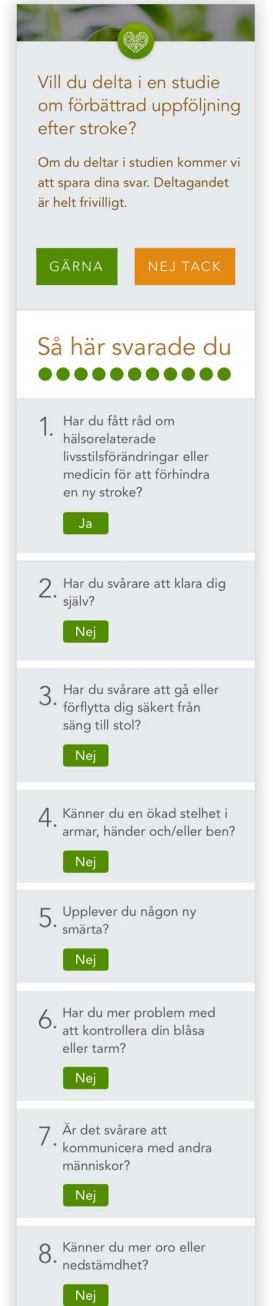 Vill du delta i en studie
om förbättrad uppföljning
efter stroke?
Om du deltar i studien kommer vi
att spara dina svar. Deltagandet
är helt frivilligt.
GÄRNA NEJ TACK
Så här svarade du
1. Har du fått råd om
hälsorelaterade
livsstilsförändringar eller
medicin för att förhindra
en ny stroke?
Ja
2. Har du svårare att klara dig
själv?
Nej
3. Har du svårare att gå eller
förflytta dig säkert från
säng till stol?
Nej
4. Känner du en ökad stelhet i
armar, händer och/eller ben?
Nej
5. Upplever du någon ny
smärta?
Nej
6. Har du mer problem med
att kontrollera din blåsa
eller tarm?
Nej
7. Är det svårare att
kommunicera med andra
människor?
Nej
8. Känner du mer oro eller
nedstämdhet?
Nej